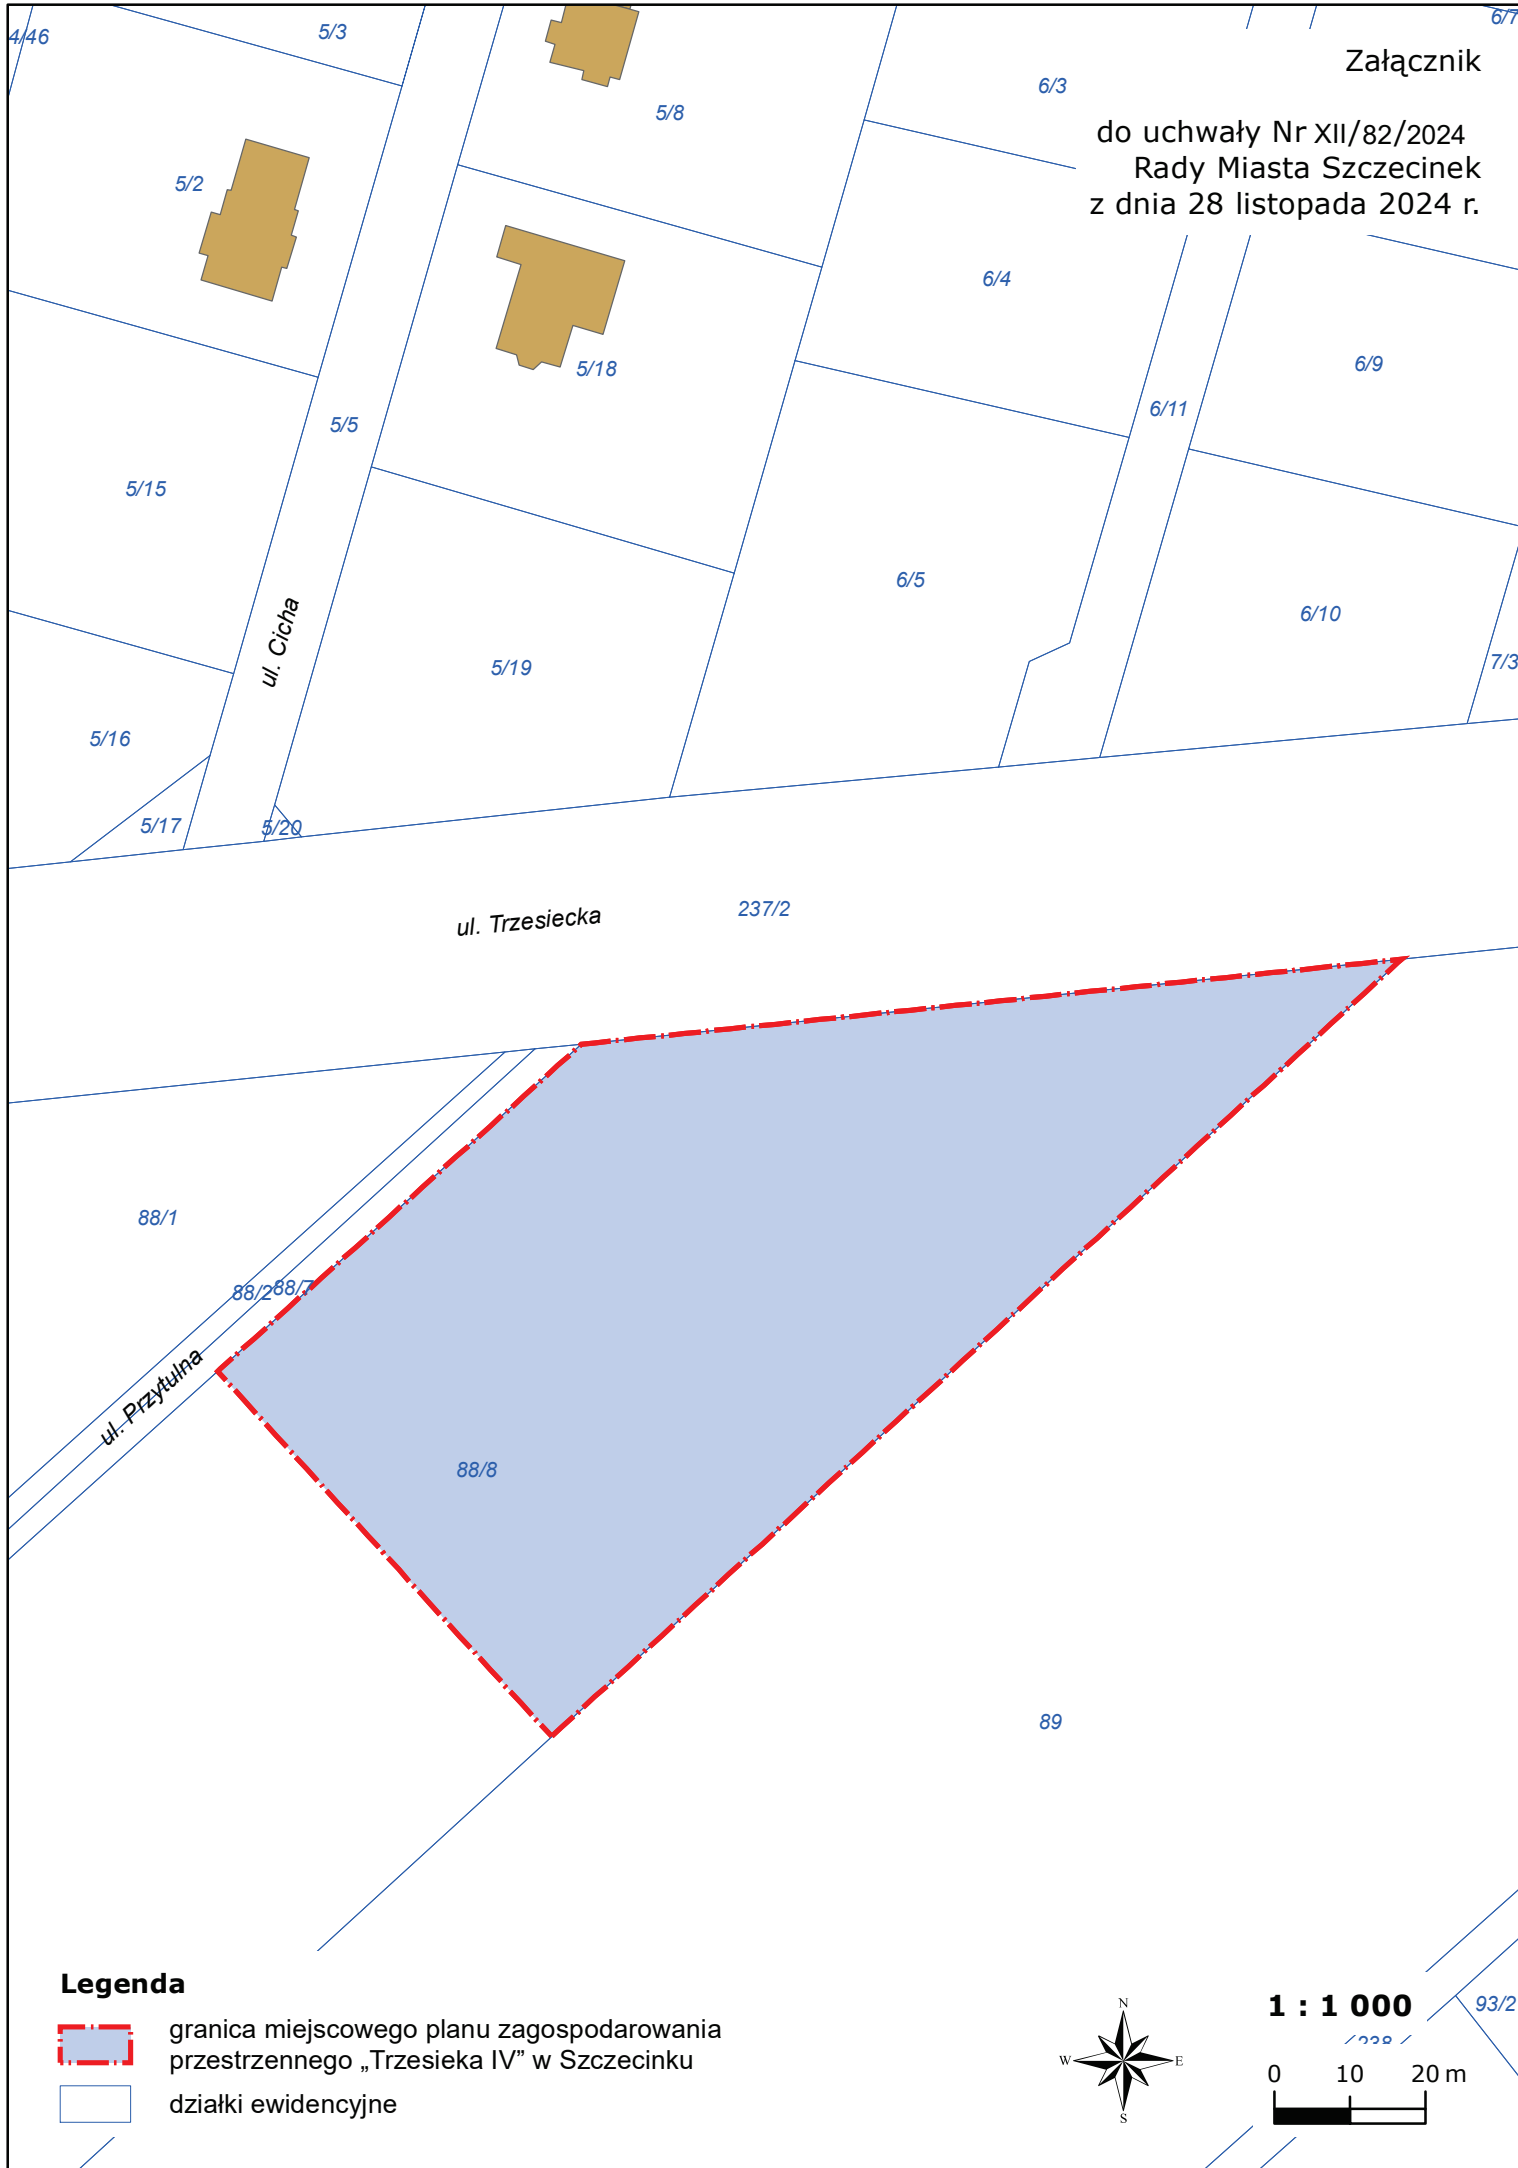 4/46
5/3
6/7
Załącznik
6/3
5/8
do uchwały Nr XII/82/2024
Rady Miasta Szczecinek
z dnia 28 listopada 2024 r.
5/2
6/4
5/18
6/9
5/5
6/11
5/15
6/5
6/10
ul. Cicha
5/19
7/3
5/16
5/17
5/20
ul. Trzesiecka
237/2
88/1
88/2
88/7
ul. Przytulna
88/8
89
Legenda
granica miejscowego planu zagospodarowania
przestrzennego „Trzesieka IV” w Szczecinku
działki ewidencyjne
N
W
E
S
1 : 1 000
93/2
238
0 10 20 m